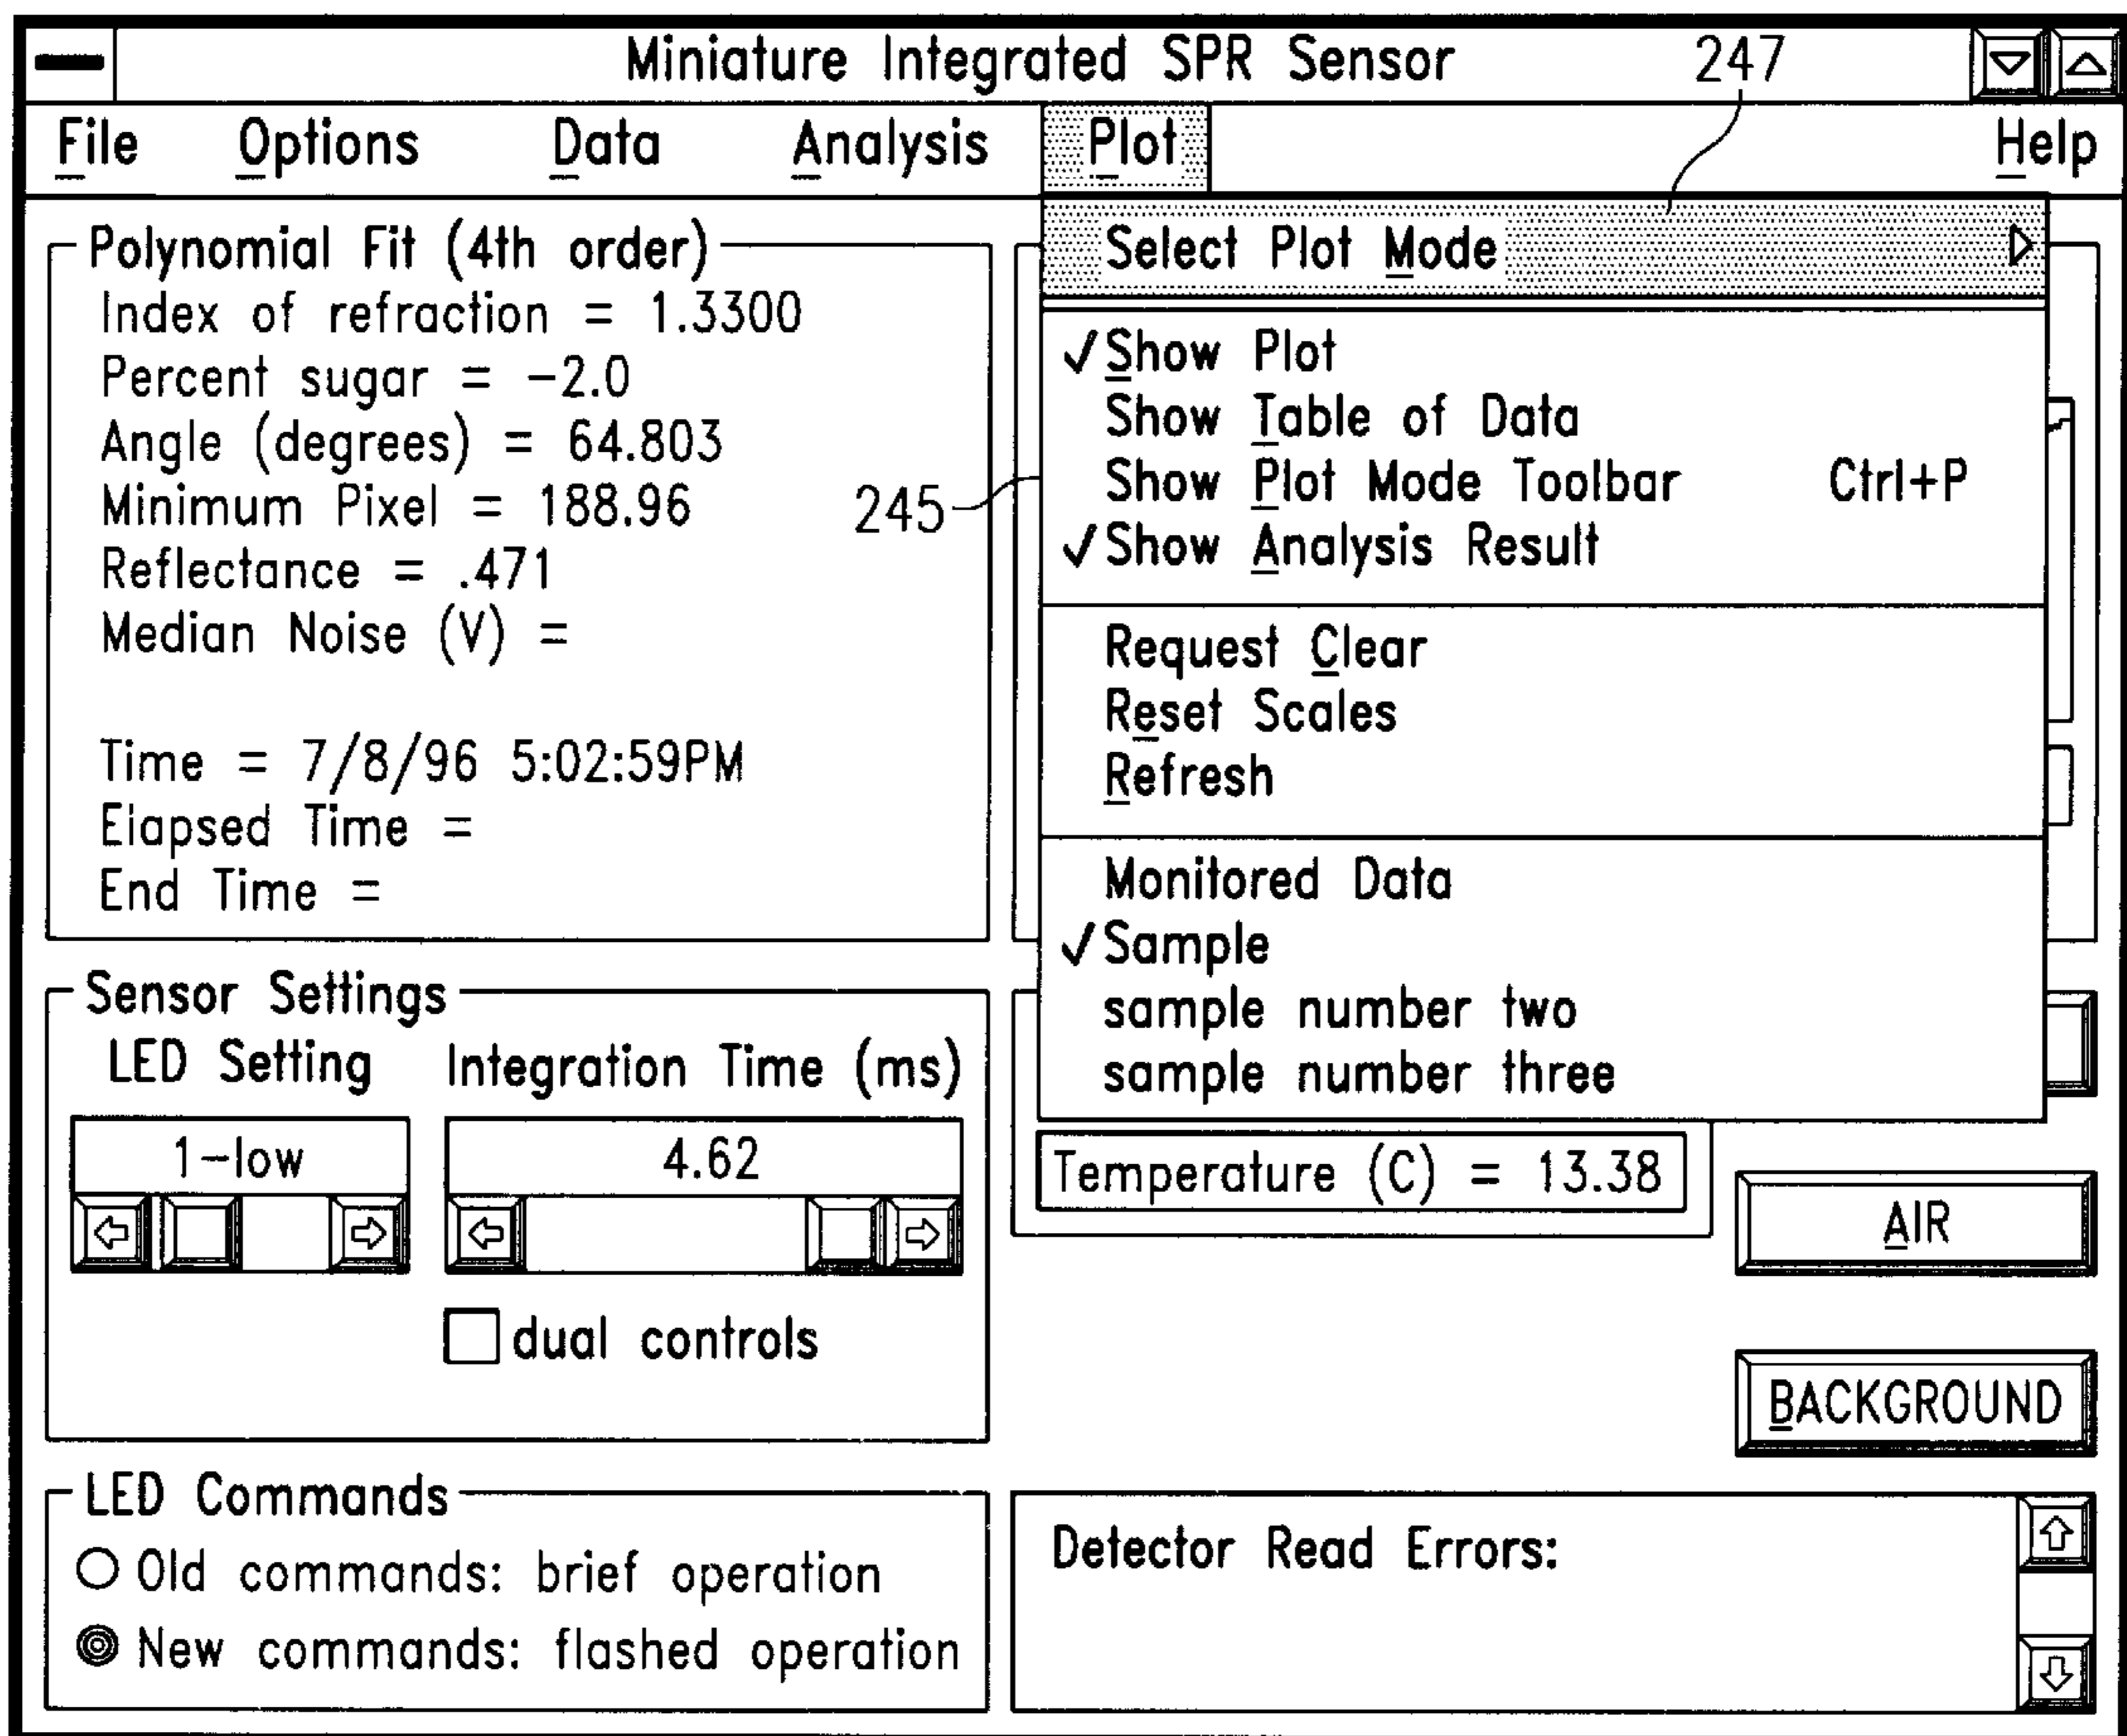 Miniature Integrated SPR Sensor
247
File Options Data Analysis Plot Help
Polynomial Fit (4th order)
Index of refraction = 1.3300
Percent sugar = -2.0
Angle (degrees) = 64.803
Minimum Pixel = 188.96
Reflectance = .471
Median Noise (V) =
Time = 7/8/96 5:02:59PM
Elapsed Time =
End Time =
245
Select Plot Mode
✓Show Plot
Show Table of Data
Show Plot Mode Toolbar Ctrl+P
✓Show Analysis Result
Request Clear
Reset Scales
Refresh
Monitored Data
✓Sample
sample number two
sample number three
Sensor Settings
LED Setting Integration Time (ms)
1-low 4.62
dual controls
Temperature (C) = 13.38
AIR
BACKGROUND
LED Commands
Old commands: brief operation
New commands: flashed operation
Detector Read Errors: